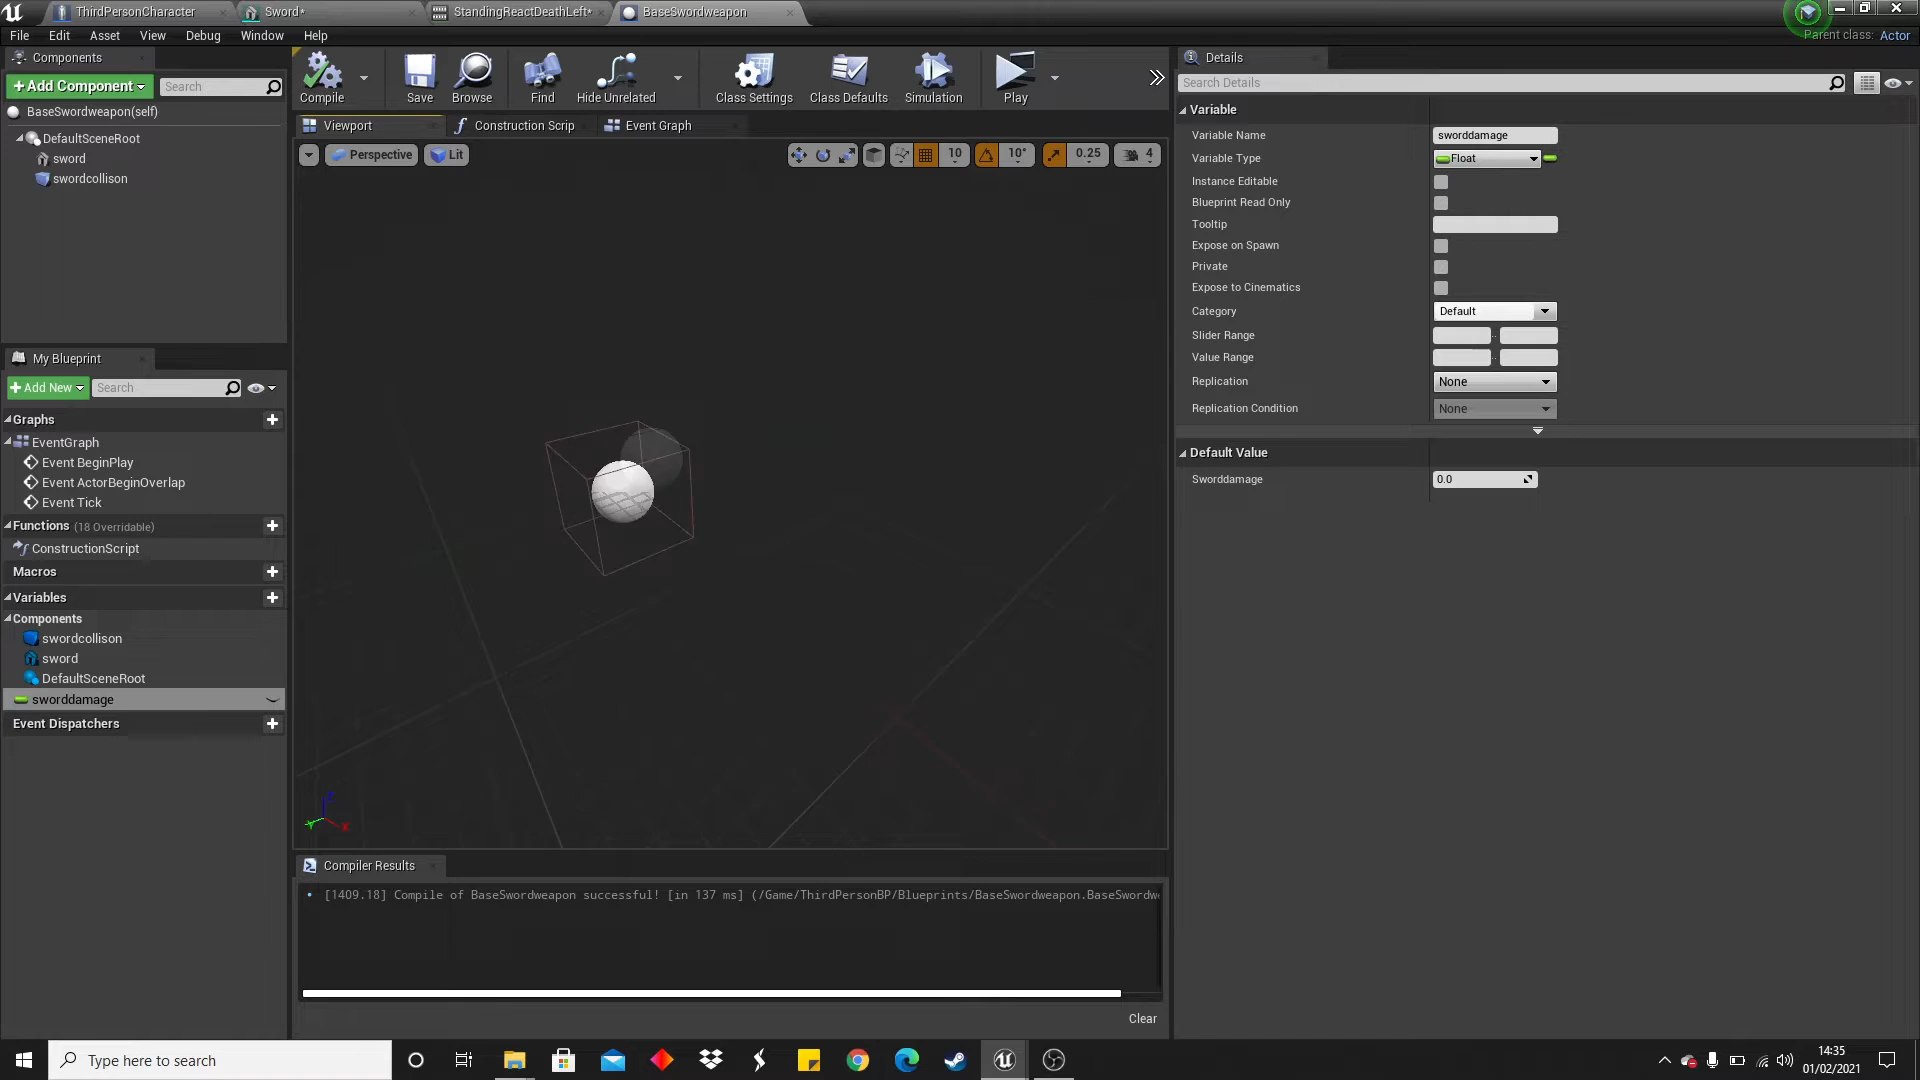 ThirdPersonCharacter
Sword*
StandingReactDeathLeft*
BaseSwordweapon
File Edit Asset View Debug Window Help
Parent class: Actor
Components
+Add Component
Search
BaseSwordweapon(self)
DefaultSceneRoot
sword
swordcollison
Compile
Save
Browse
Find
Hide Unrelated
Class Settings
Class Defaults
Simulation
Play
Viewport
Construction Scrip
Event Graph
Perspective
Lit
10
10°
0.25
4
My Blueprint
+Add New
Search
Graphs
EventGraph
Event BeginPlay
Event ActorBeginOverlap
Event Tick
Functions (18 Overridable)
ConstructionScript
Macros
Variables
Components
swordcollison
sword
DefaultSceneRoot
sworddamage
Event Dispatchers
Z
Y
X
Compiler Results
[1409.18] Compile of BaseSwordweapon successful! [in 137 ms] (/Game/ThirdPersonBP/Blueprints/BaseSwordweapon.BaseSwordw
Clear
Details
Search Details
Variable
Variable Name sworddamage
Variable Type Float
Instance Editable
Blueprint Read Only
Tooltip
Expose on Spawn
Private
Expose to Cinematics
Category Default
Slider Range ..
Value Range ..
Replication None
Replication Condition None
Default Value
Sworddamage 0.0
Type here to search
14:35
01/02/2021